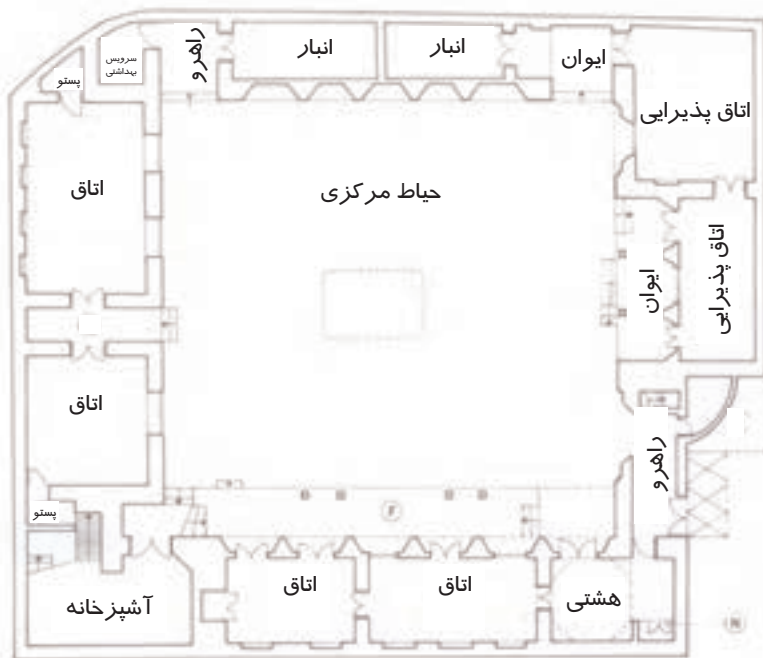 سرویس
بهداشتی
راهرو
انبار
انبار
ایوان
اتاق پذیرایی
پستو
اتاق
حیاط مرکزی
ایوان
اتاق پذیرایی
اتاق
راهرو
پستو
F
آشپزخانه
اتاق
اتاق
هشتی
N